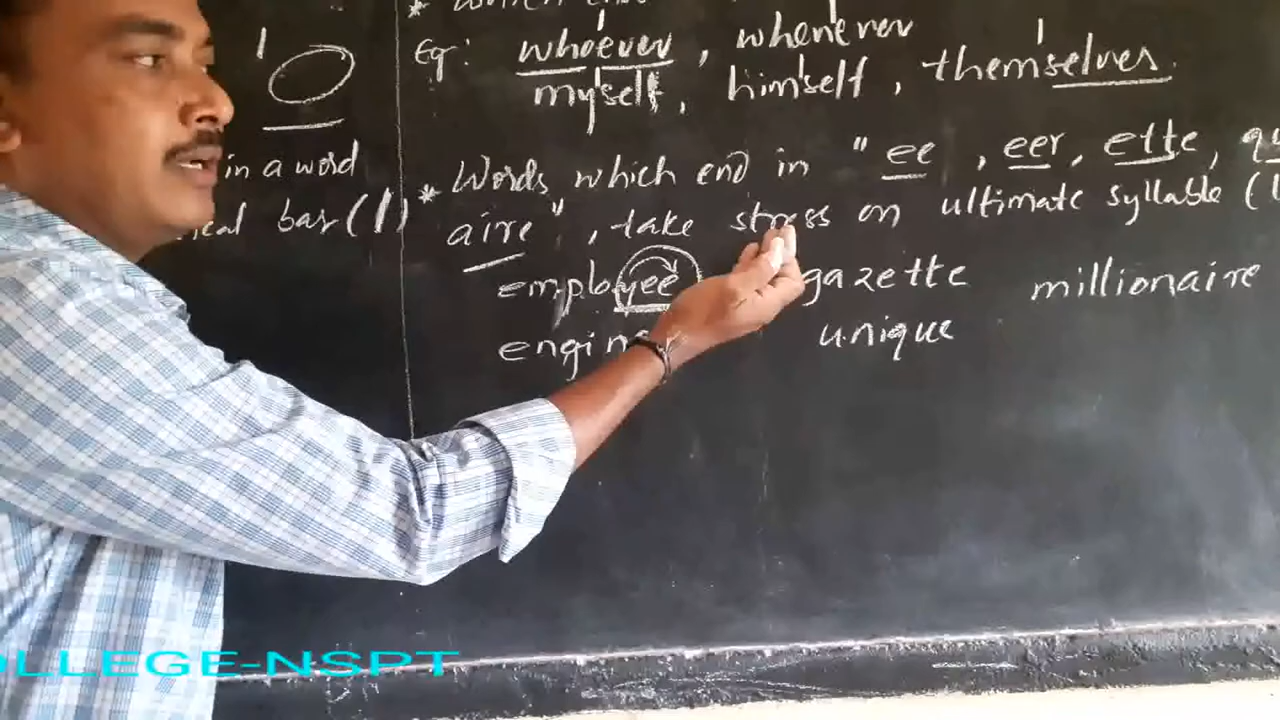 Eg: whoever, whenever
myself, himself, themselves.
in a word
bar (|)
* Words which end in "ee, eer, ette,
aire", take stress on ultimate syllable (
employee gazette millionaire
unique
OLLEGE-NSPT